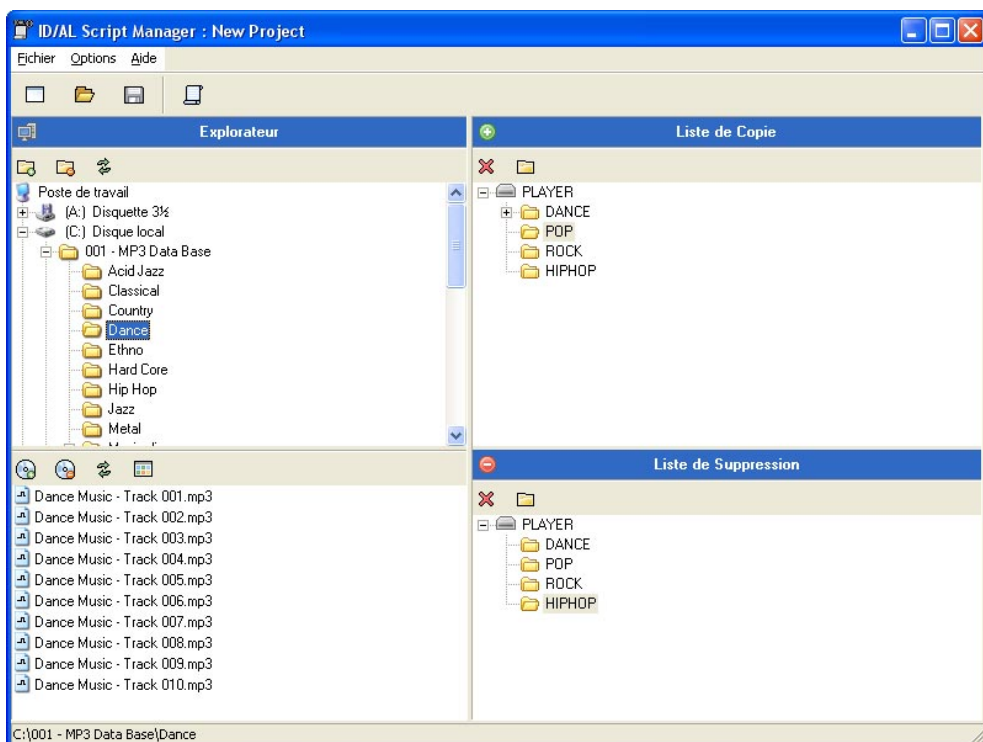 ID/AL Script Manager : New Project
Fichier Options Aide
Explorateur
Poste de travail
(A:) Disquette 3½
(C:) Disque local
001 - MP3 Data Base
Acid Jazz
Classical
Country
Dance
Ethno
Hard Core
Hip Hop
Jazz
Metal
Dance Music - Track 001.mp3
Dance Music - Track 002.mp3
Dance Music - Track 003.mp3
Dance Music - Track 004.mp3
Dance Music - Track 005.mp3
Dance Music - Track 006.mp3
Dance Music - Track 007.mp3
Dance Music - Track 008.mp3
Dance Music - Track 009.mp3
Dance Music - Track 010.mp3
Liste de Copie
PLAYER
DANCE
POP
ROCK
HIPHOP
Liste de Suppression
PLAYER
DANCE
POP
ROCK
HIPHOP
C:\001 - MP3 Data Base\Dance